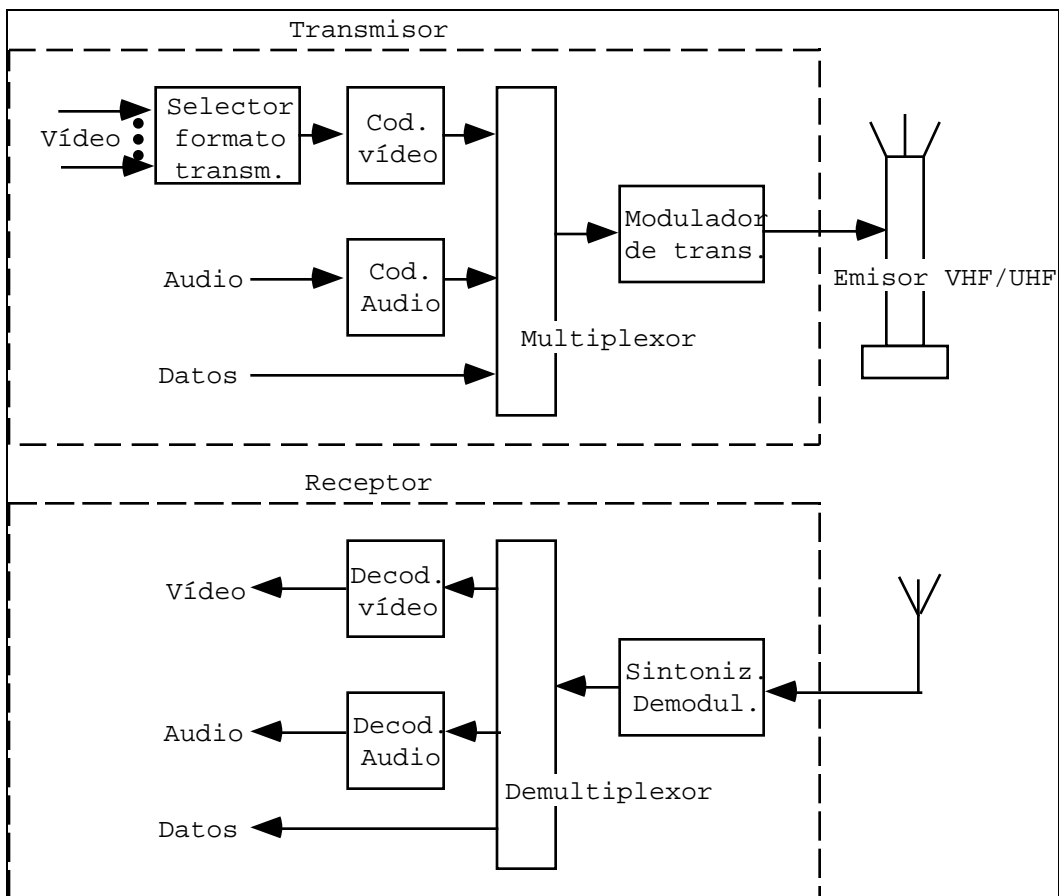 Transmisor
Selector
formato
transm.
Vídeo
Cod.
vídeo
Modulador
de trans.
Audio
Cod.
Audio
Emisor VHF/UHF
Multiplexor
Datos
Receptor
Vídeo
Decod.
vídeo
Sintoniz.
Demodul.
Audio
Decod.
Audio
Demultiplexor
Datos